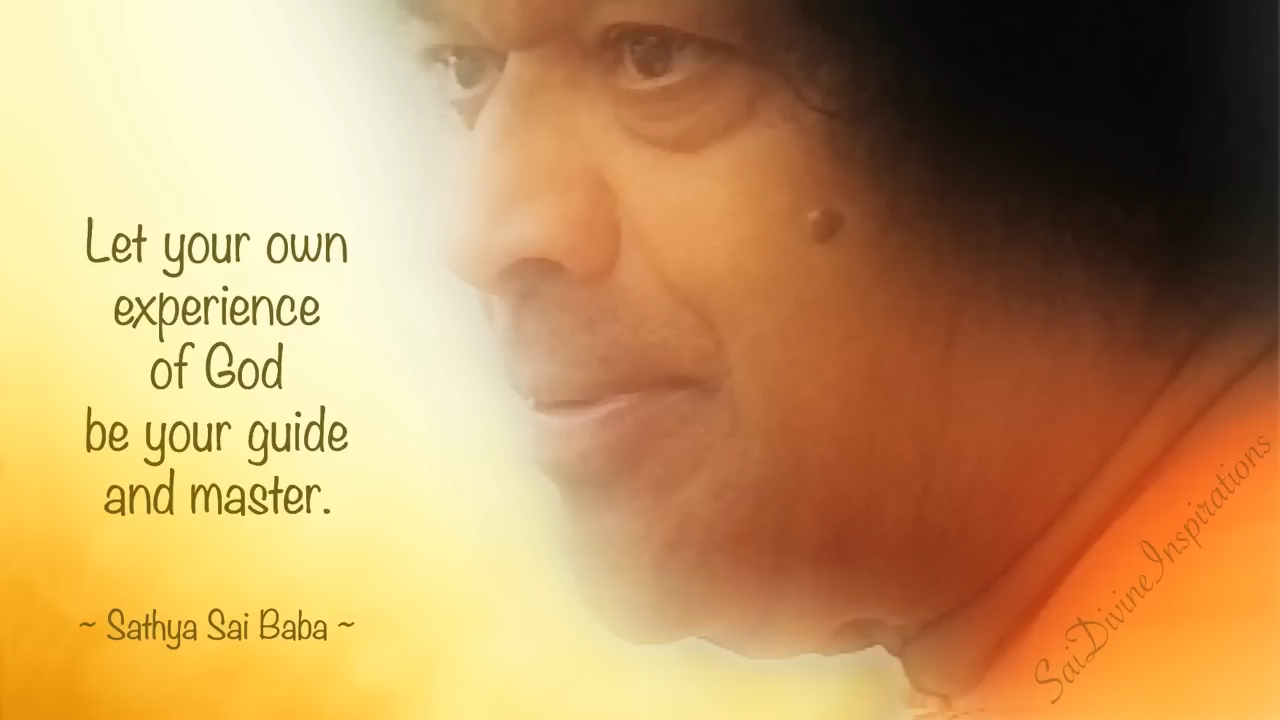 Let your own
experience
of God
be your guide
and master.
~ Sathya Sai Baba ~
SaiDivineInspirations